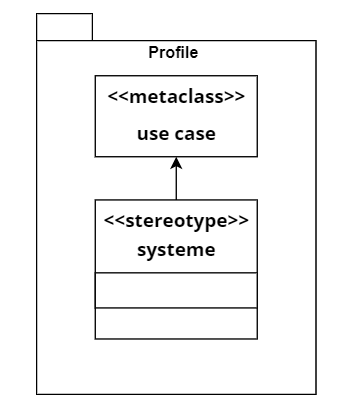 Profile
<<metaclass>>
use case
<<stereotype>>
systeme